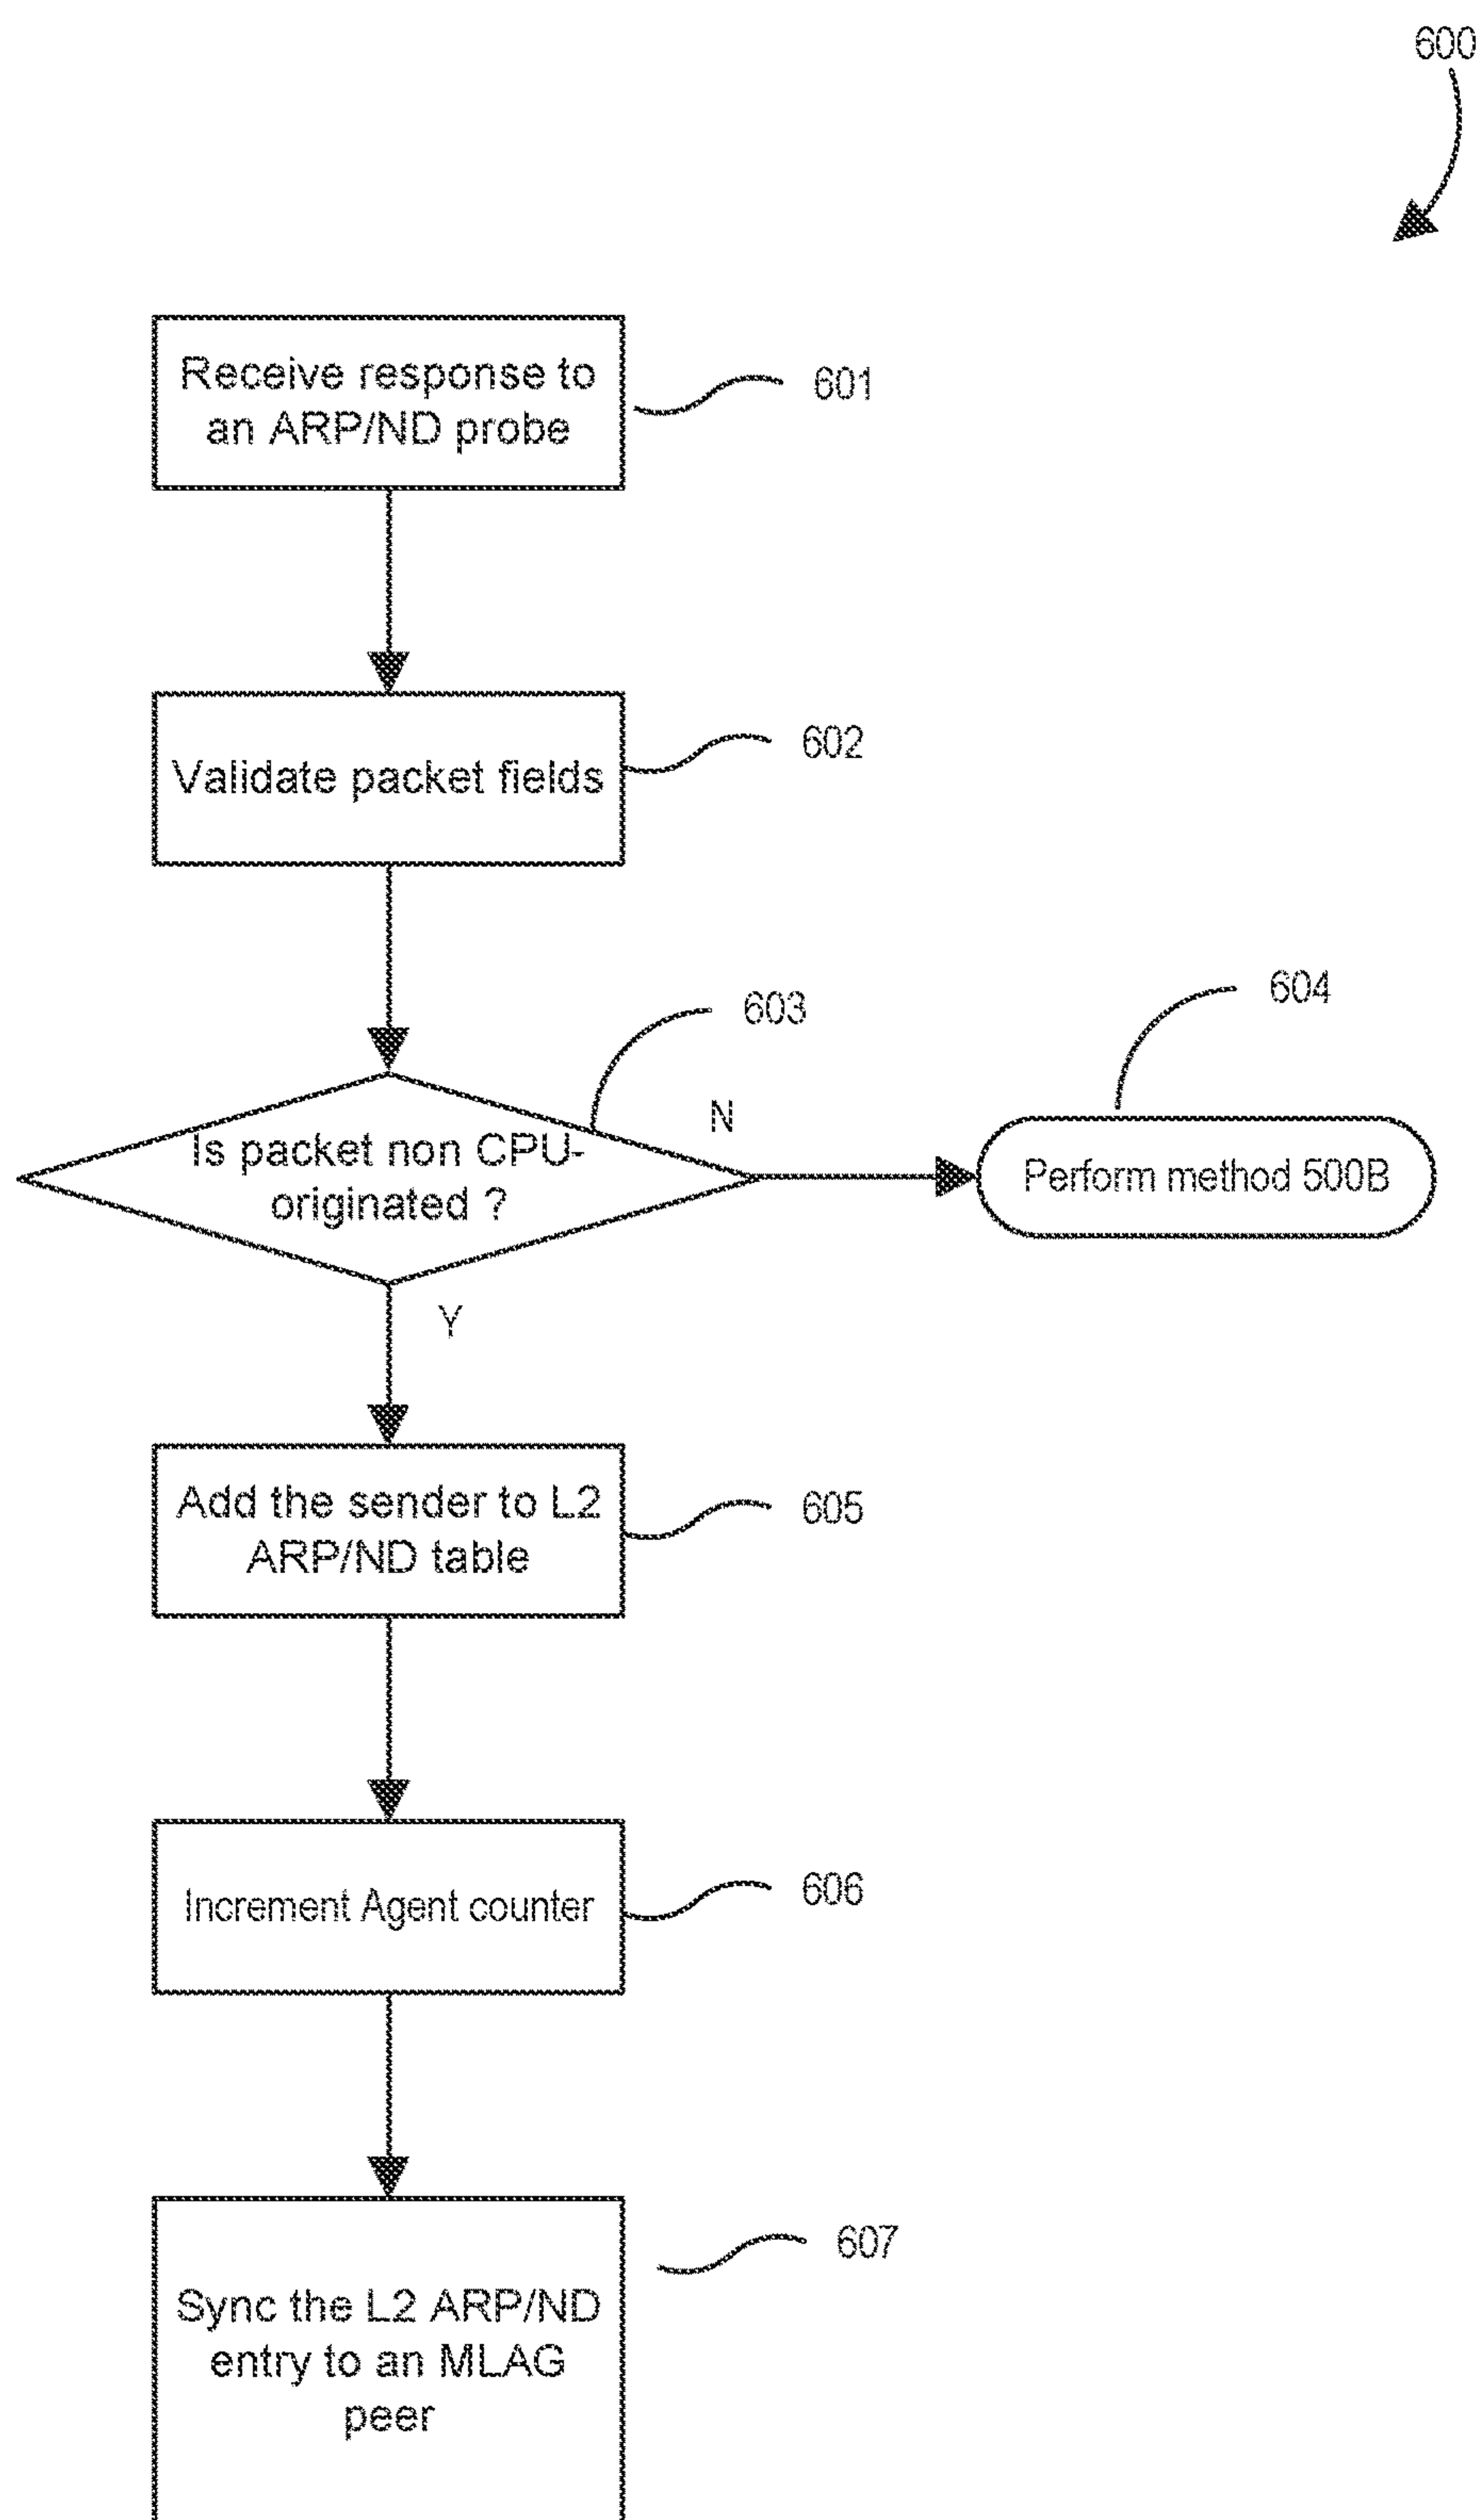 600
Receive response to
an ARP/ND probe
601
Validate packet fields
602
603
604
Is packet non CPU-
originated ?
N
Perform method 500B
Y
Add the sender to L2
ARP/ND table
605
Increment Agent counter
606
607
Sync the L2 ARP/ND
entry to an MLAG
peer